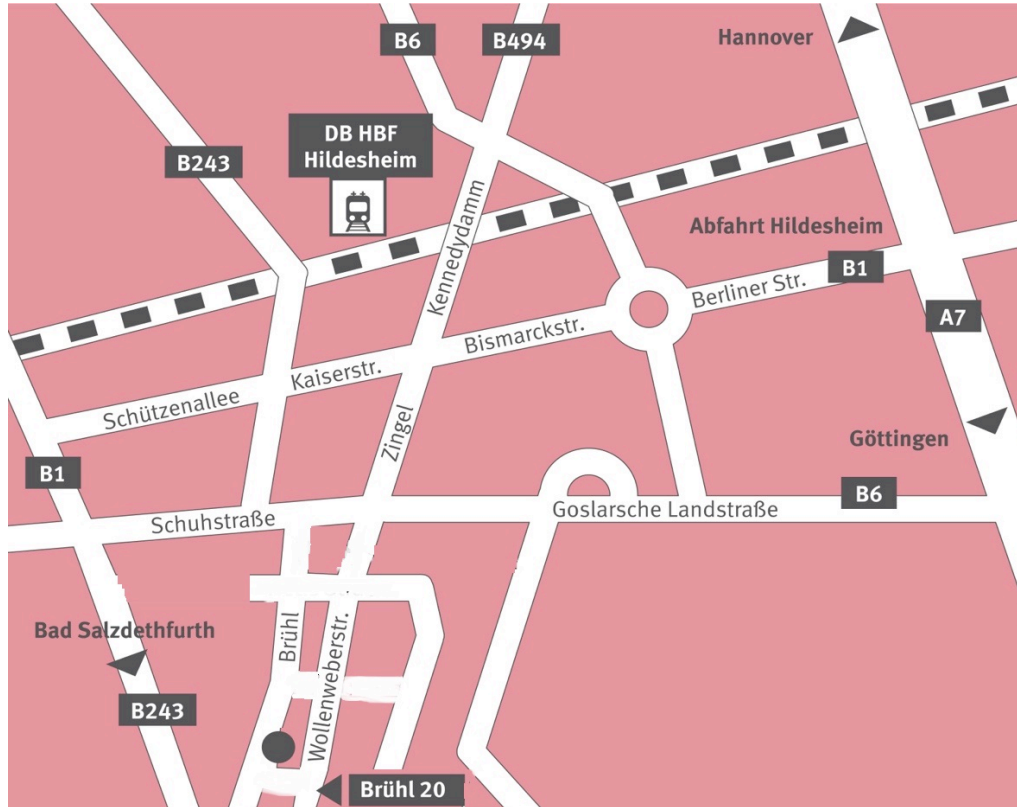 B6
B494
Hannover
DB HBF
Hildesheim
B243
Kennedydamm
Abfahrt Hildesheim
B1
Berliner Str.
A7
Bismarckstr.
Kaiserstr.
Schützenallee
Zingel
Göttingen
B1
B6
Goslarsche Landstraße
Schuhstraße
Bad Salzdethfurth
Brühl
Wollenweberstr.
B243
Brühl 20